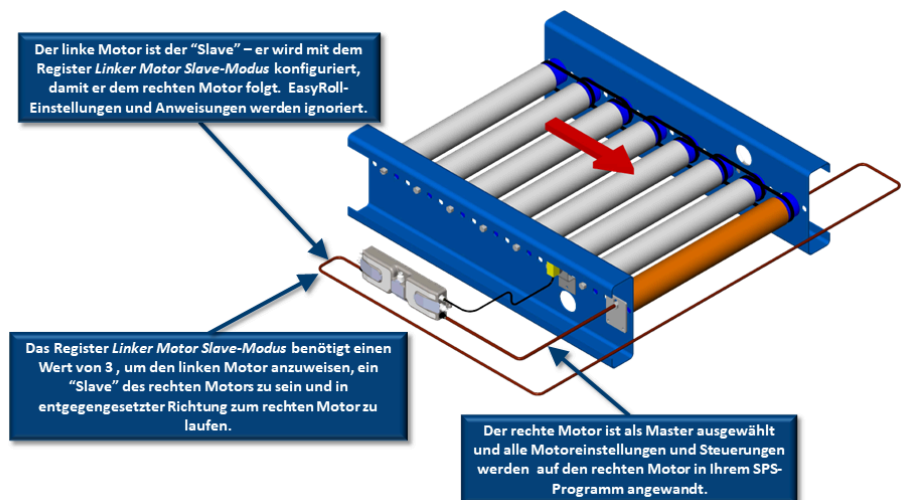 Der linke Motor ist der “Slave” – er wird mit dem
Register Linker Motor Slave-Modus konfiguriert,
damit er dem rechten Motor folgt. EasyRoll-
Einstellungen und Anweisungen werden ignoriert.
Das Register Linker Motor Slave-Modus benötigt einen
Wert von 3 , um den linken Motor anzuweisen, ein
“Slave” des rechten Motors zu sein und in
entgegengesetzter Richtung zum rechten Motor zu
laufen.
Der rechte Motor ist als Master ausgewählt
und alle Motoreinstellungen und Steuerungen
werden auf den rechten Motor in Ihrem SPS-
Programm angewandt.